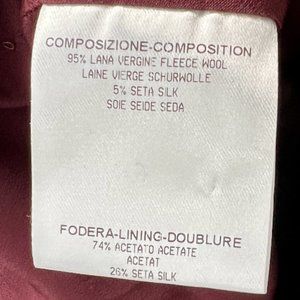 COMPOSIZIONE-COMPOSITION
95% LANA VERGINE FLEECE WOOL
LAINE VIERGE SCHURWOLLE
5% SETA SILK
SOIE SEIDE SEDA
FODERA-LINING-DOUBLURE
74% ACETATO ACETATE
ACETAT
26% SETA SILK